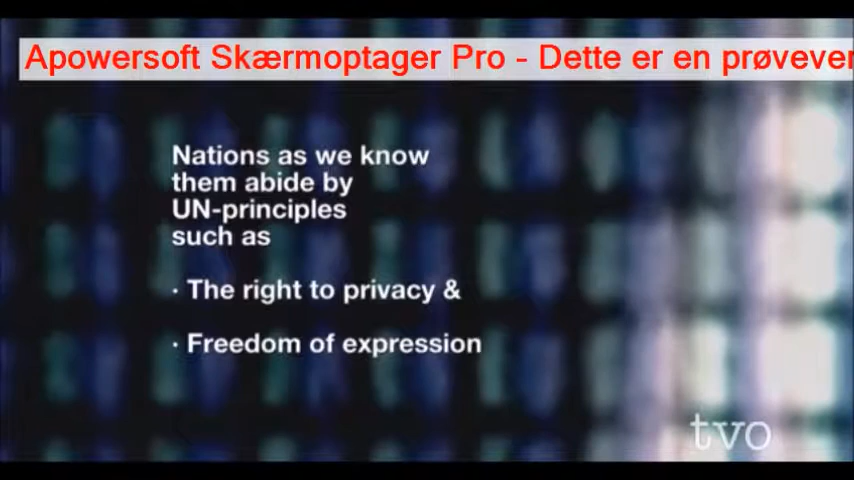 Apowersoft Skærmoptager Pro - Dette er en
Nations as we know
them abide by
UN-principles
such as
· The right to privacy &
· Freedom of expression
tvo